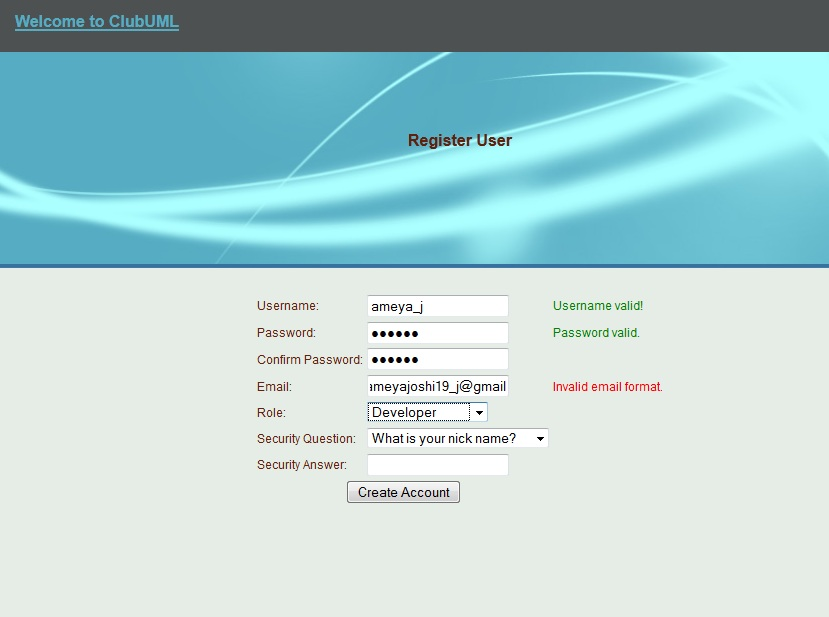 Welcome to ClubUML
Register User
Username: ameya_j Username valid!
Password: ●●●●●● Password valid.
Confirm Password: ●●●●●●
Email: ameyajoshi19_j@gmail Invalid email format.
Role: Developer
Security Question: What is your nick name?
Security Answer:
Create Account